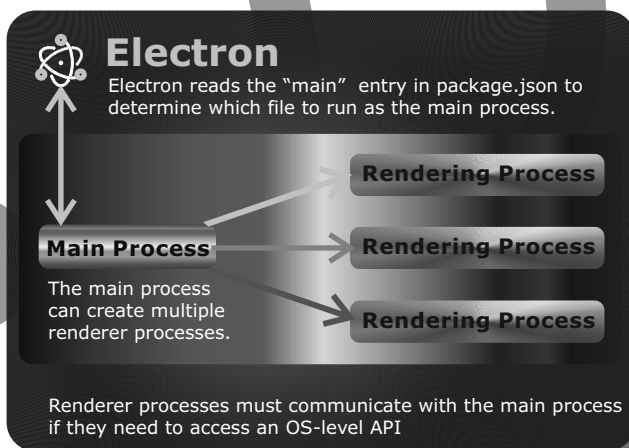 Electron
Electron reads the “main” entry in package.json to
determine which file to run as the main process.
Rendering Process
Main Process
Rendering Process
The main process
can create multiple
renderer processes.
Rendering Process
Renderer processes must communicate with the main process
if they need to access an OS-level API